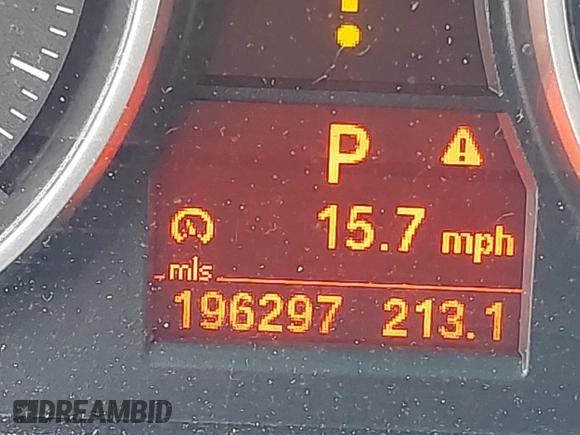 !
P
15.7 mph
mls
196297 213.1
DREAMBID